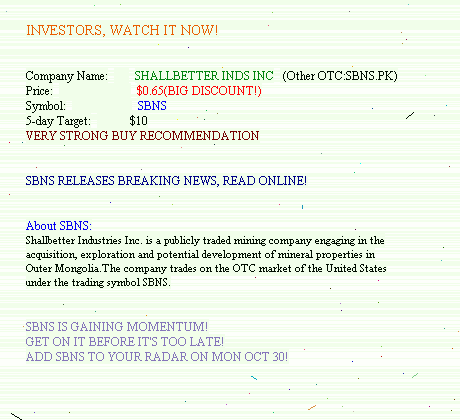 INVESTORS, WATCH IT NOW!
Company Name: SHALLBETTER INDS INC (Other OTC:SBNS.PK)
Price: $0.65(BIG DISCOUNT!)
Symbol: SBNS
5-day Target: $10
VERY STRONG BUY RECOMMENDATION
SBNS RELEASES BREAKING NEWS, READ ONLINE!
About SBNS:
Shallbetter Industries Inc. is a publicly traded mining company engaging in the
acquisition, exploration and potential development of mineral properties in
Outer Mongolia.The company trades on the OTC market of the United States
under the trading symbol SBNS.
SBNS IS GAINING MOMENTUM!
GET ON IT BEFORE IT'S TOO LATE!
ADD SBNS TO YOUR RADAR ON MON OCT 30!